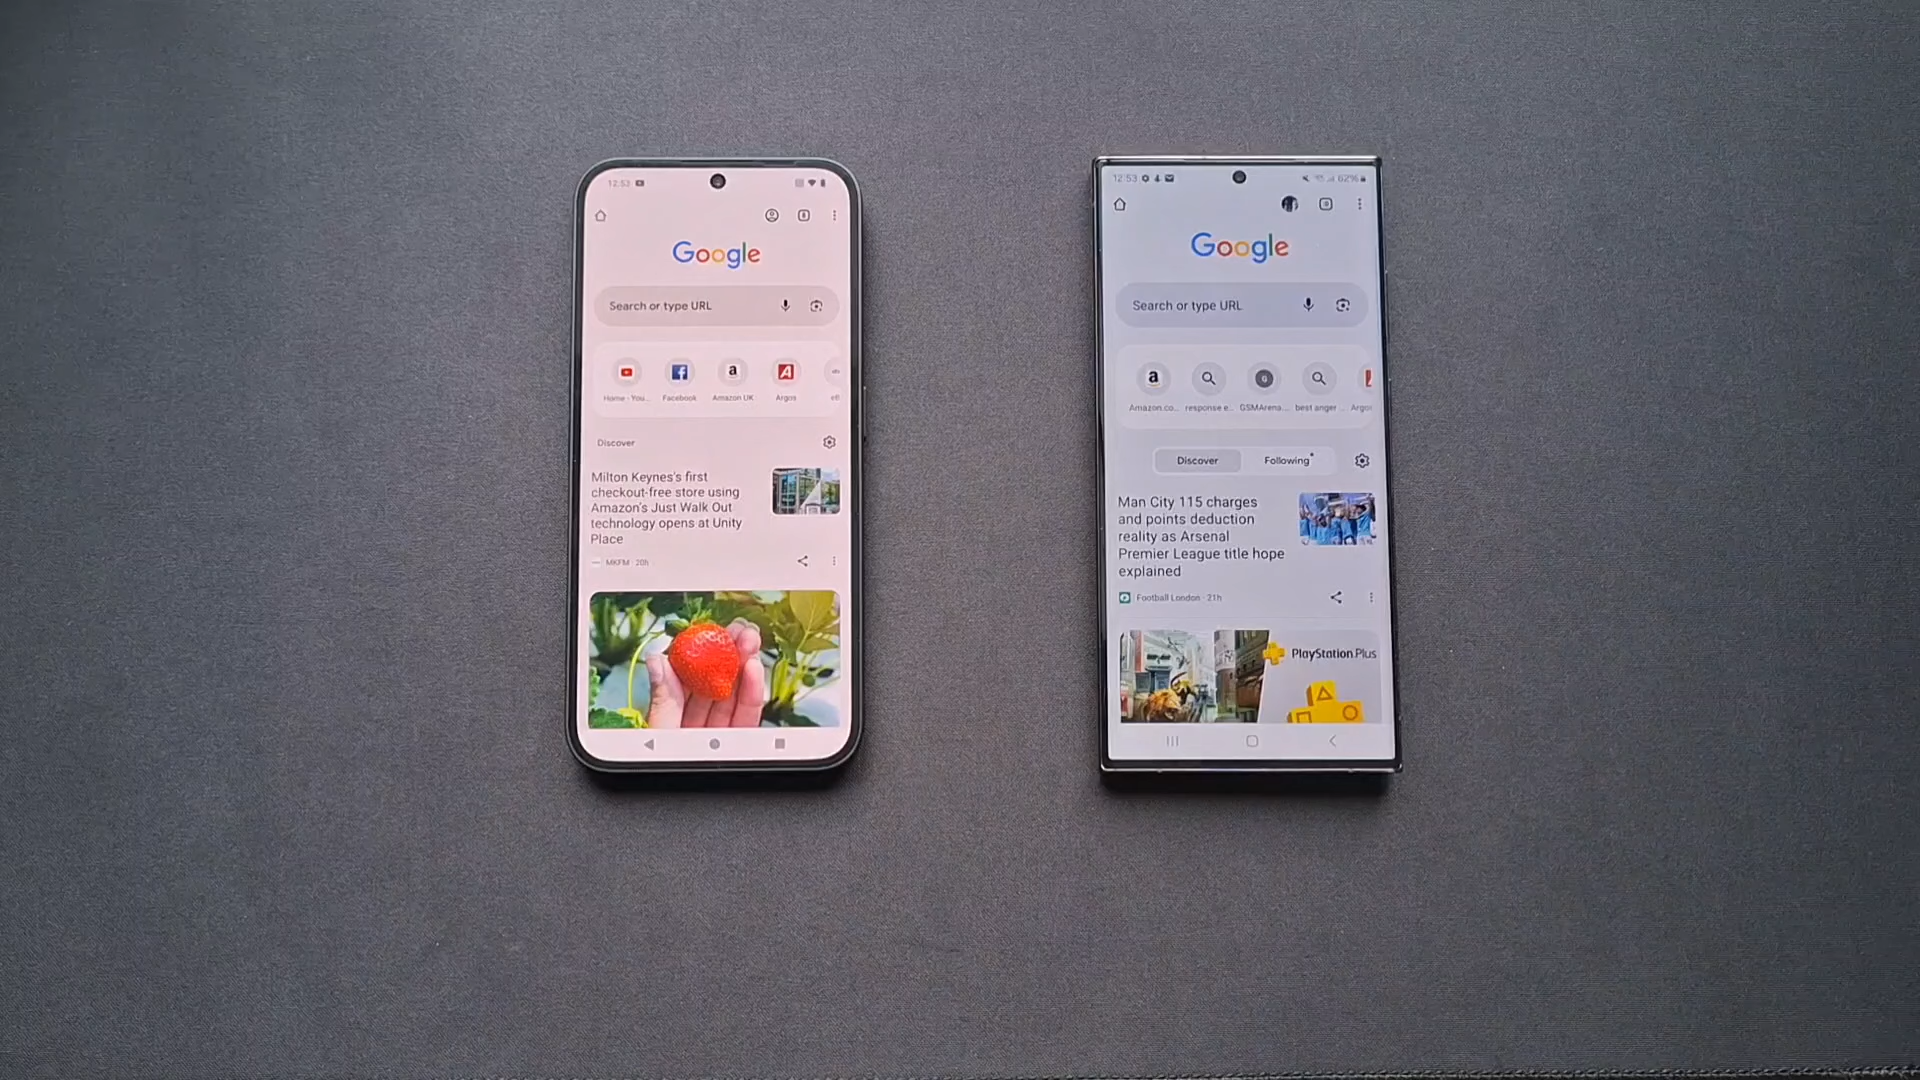 12:53
Google
Search or type URL
Home - You...
Facebook
Amazon UK
Argos
Discover
Milton Keynes's first
checkout-free store using
Amazon's Just Walk Out
technology opens at Unity
Place
MKFM · 20h
12:53
62%
Google
Search or type URL
Amazon.co...
response e...
GSMArena...
best anger ...
Argos
Discover
Following
Man City 115 charges
and points deduction
reality as Arsenal
Premier League title hope
explained
Football London · 21h
PlayStation.Plus